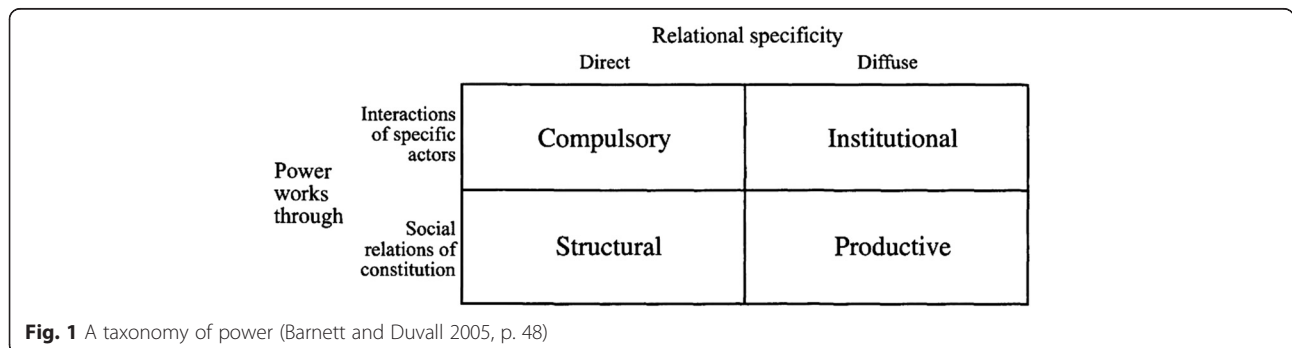 Relational specificity
Direct Diffuse
Interactions
of specific
actors
Compulsory Institutional
Power
works
through
Social
relations of
constitution
Structural Productive
Fig. 1 A taxonomy of power (Barnett and Duvall 2005, p. 48)